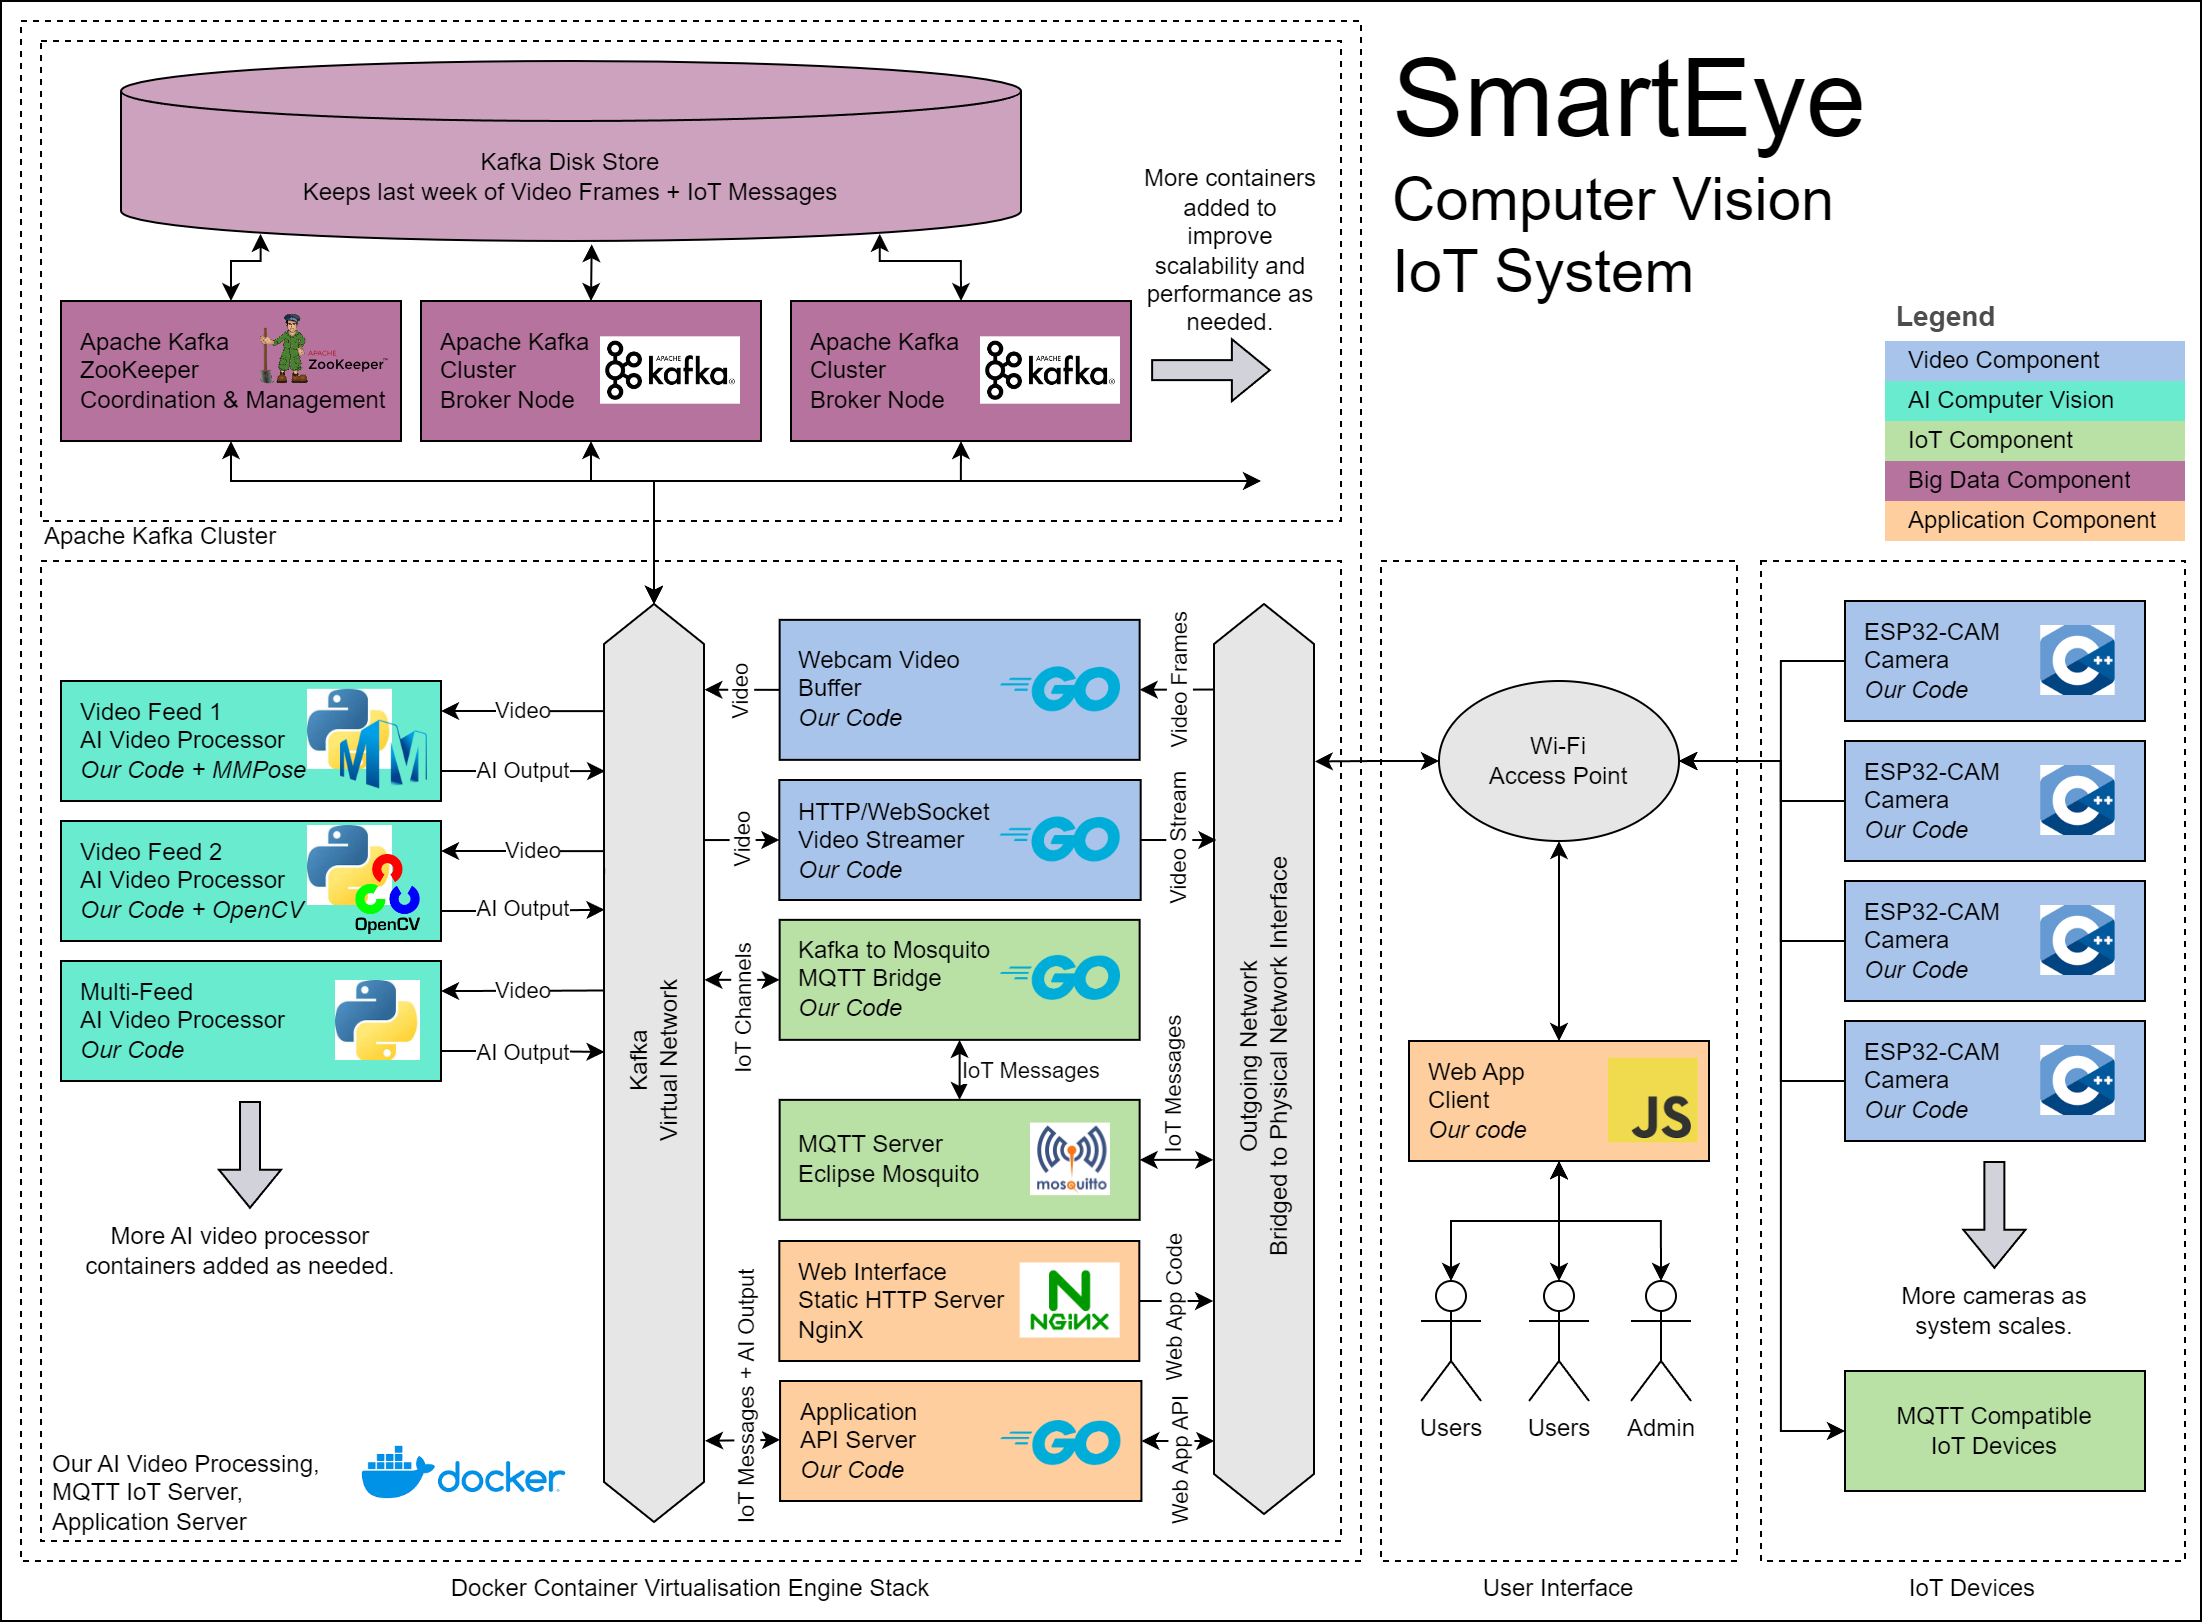 SmartEye
Computer Vision
IoT System
Kafka Disk Store
Keeps last week of Video Frames + IoT Messages
More containers
added to
improve
scalability and
performance as
needed.
Apache Kafka
ZooKeeper
Coordination & Management
APACHE
ZooKeeper™
Apache Kafka
Cluster
Broker Node
APACHE
kafka®
Apache Kafka
Cluster
Broker Node
APACHE
kafka®
Apache Kafka Cluster
Legend
Video Component
AI Computer Vision
IoT Component
Big Data Component
Application Component
Video Feed 1
AI Video Processor
Our Code + MMPose
MM
Video
AI Output
Video Feed 2
AI Video Processor
Our Code + OpenCV
OpenCV
Video
AI Output
Multi-Feed
AI Video Processor
Our Code
Video
AI Output
More AI video processor
containers added as needed.
Our AI Video Processing,
MQTT IoT Server,
Application Server
docker
Kafka
Virtual Network
Video
Webcam Video
Buffer
Our Code
GO
Video Frames
Video
HTTP/WebSocket
Video Streamer
Our Code
GO
Video Stream
IoT Channels
Kafka to Mosquito
MQTT Bridge
Our Code
GO
IoT Messages
MQTT Server
Eclipse Mosquito
mosquitto
IoT Messages
Web Interface
Static HTTP Server
NginX
NGiNX
Web App Code
IoT Messages + AI Output
Application
API Server
Our Code
GO
Web App API
Outgoing Network
Bridged to Physical Network Interface
Wi-Fi
Access Point
Web App
Client
Our code
JS
Users
Users
Admin
ESP32-CAM
Camera
Our Code
C++
ESP32-CAM
Camera
Our Code
C++
ESP32-CAM
Camera
Our Code
C++
ESP32-CAM
Camera
Our Code
C++
More cameras as
system scales.
MQTT Compatible
IoT Devices
Docker Container Virtualisation Engine Stack
User Interface
IoT Devices